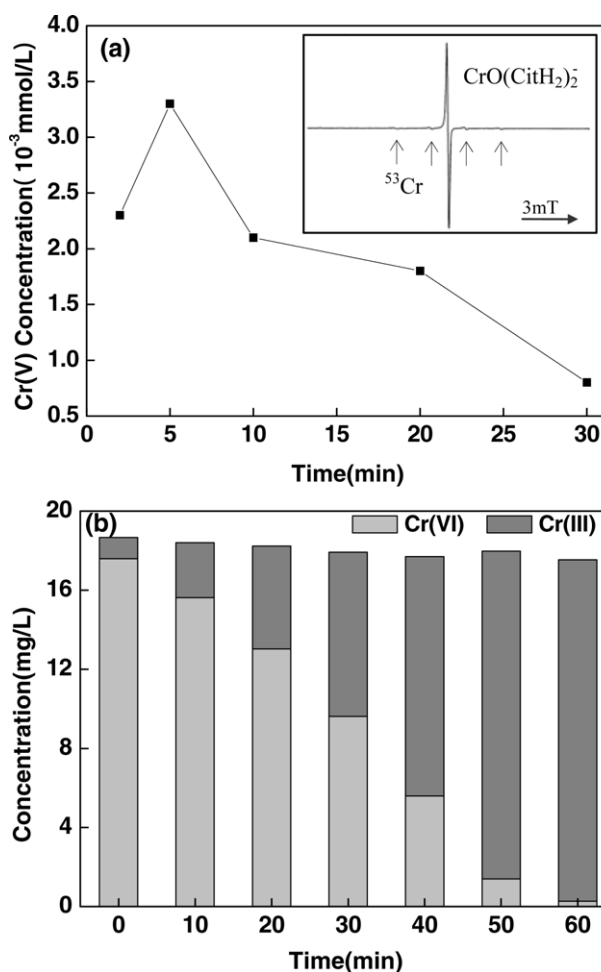 (a)
4.0
3.5
3.0
2.5
2.0
1.5
1.0
0.5
Cr(V) Concentration( 10⁻³mmol/L)
CrO(CitH₂)₂⁻
⁵³Cr
3mT
0 5 10 15 20 25 30
Time(min)
(b)
Cr(VI) Cr(III)
20
16
12
8
4
0
Concentration(mg/L)
0 10 20 30 40 50 60
Time(min)